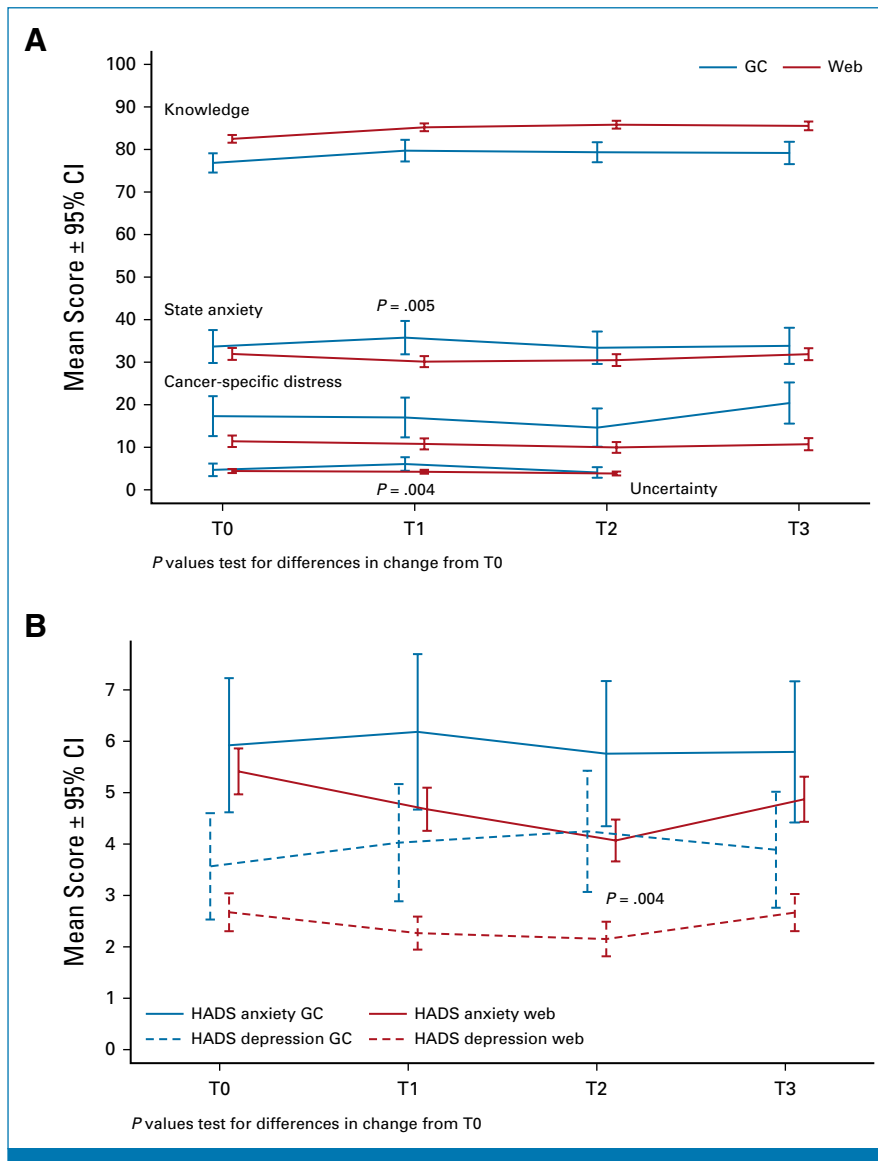 A
GC Web
Mean Score ± 95% CI
100
90
80
70
60
50
40
30
20
10
0
Knowledge
State anxiety
P = .005
Cancer-specific distress
P = .004
Uncertainty
T0 T1 T2 T3
P values test for differences in change from T0
B
Mean Score ± 95% CI
7
6
5
4
3
2
1
0
P = .004
HADS anxiety GC HADS anxiety web
HADS depression GC HADS depression web
T0 T1 T2 T3
P values test for differences in change from T0